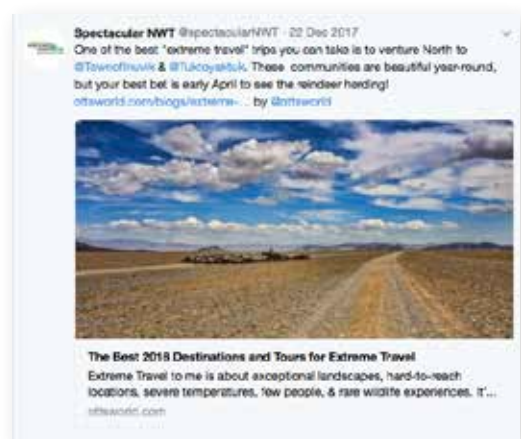 Spectacular NWT @spectacularNWT · 22 Dec 2017
One of the best "extreme travel" trips you can take is to venture North to
@TownofInuvik & @Tuktoyaktuk. These communities are beautiful year-round,
but your best bet is early April to see the reindeer herding!
ottsworld.com/blogs/extreme-... by @ottsworld
The Best 2018 Destinations and Tours for Extreme Travel
Extreme Travel to me is about exceptional landscapes, hard-to-reach
locations, severe temperatures, few people, & rare wildlife experiences. It'...
ottsworld.com